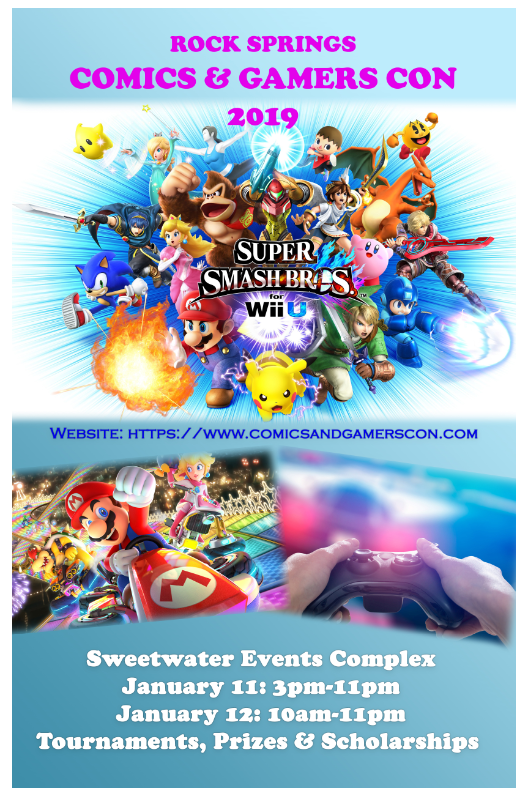 ROCK SPRINGS
COMICS & GAMERS CON
2019
SUPER
SMASH BROS.
for
Wii U
TM
WEBSITE: HTTPS://WWW.COMICSANDGAMERSCON.COM
M
Sweetwater Events Complex
January 11: 3pm-11pm
January 12: 10am-11pm
Tournaments, Prizes & Scholarships